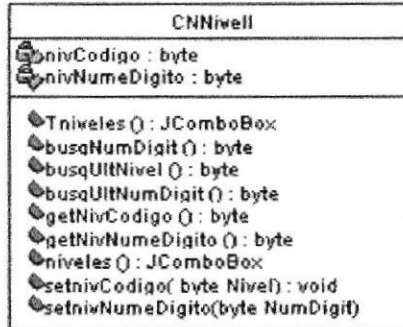 CNNivell
nivCodigo : byte
nivNumeDigito : byte
Tniveles () : JComboBox
busqNumDigit () : byte
busqUltNivel () : byte
busqUltNumDigit () : byte
getNivCodigo () : byte
getNivNumeDigito () : byte
niveles () : JComboBox
setnivCodigo( byte Nivel) : void
setnivNumeDigito(byte NumDigit)